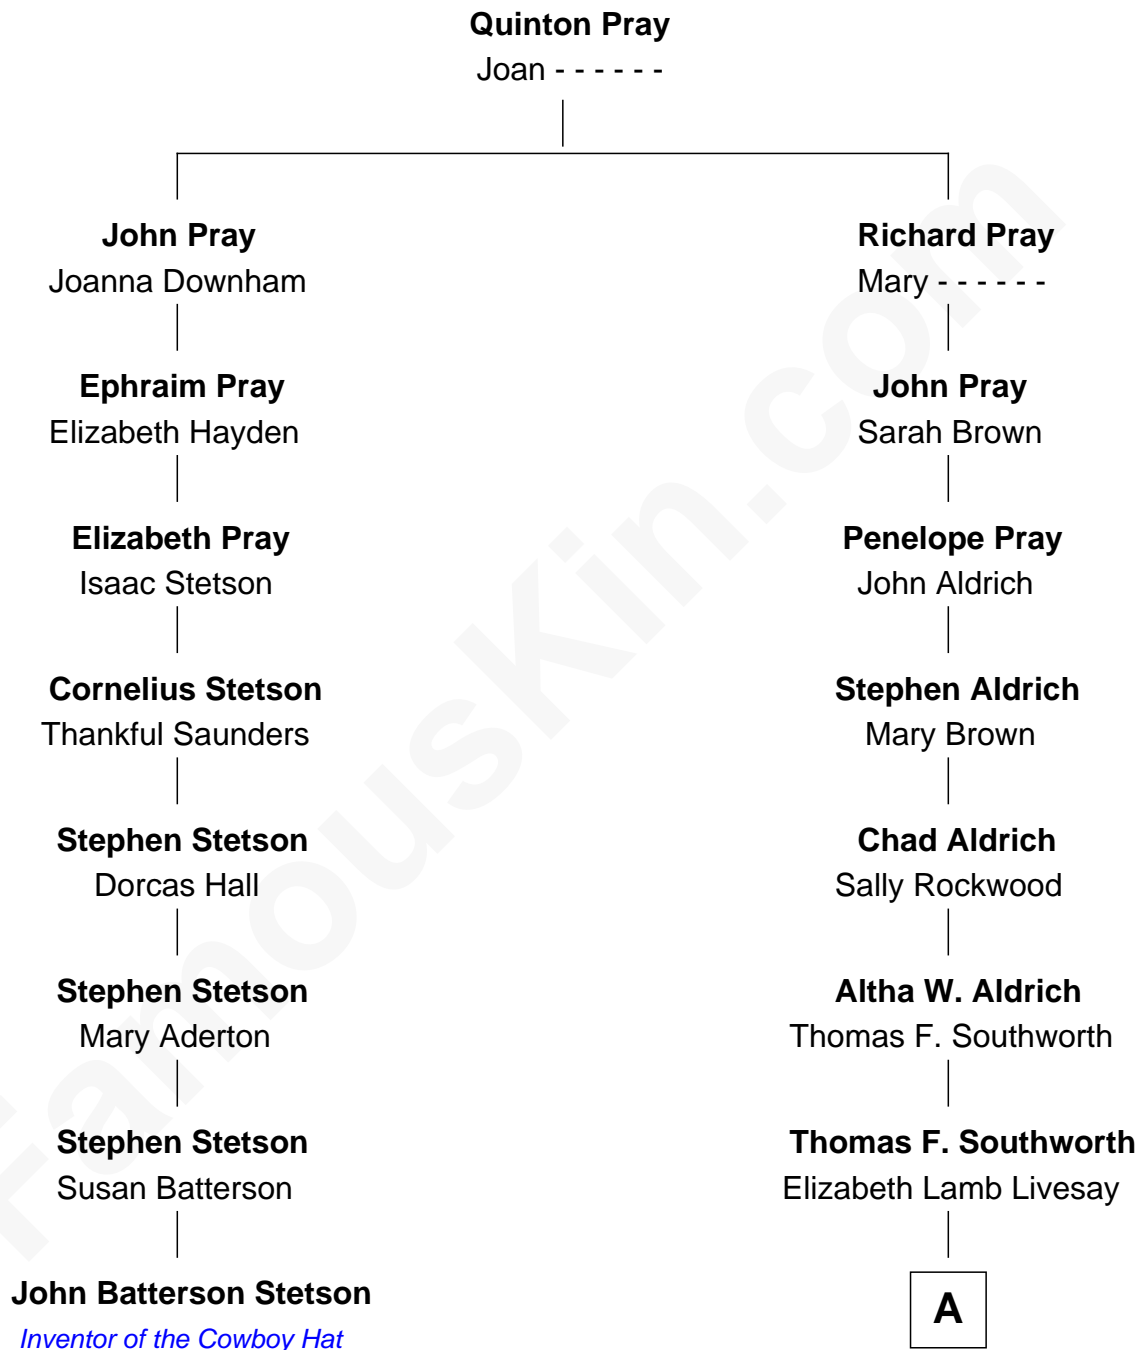 Quinton Pray
Joan - - - - - -
John Pray
Joanna Downham
Ephraim Pray
Elizabeth Hayden
Elizabeth Pray
Isaac Stetson
Cornelius Stetson
Thankful Saunders
Stephen Stetson
Dorcas Hall
Stephen Stetson
Mary Aderton
Stephen Stetson
Susan Batterson
John Batterson Stetson
Inventor of the Cowboy Hat
Richard Pray
Mary - - - - - -
John Pray
Sarah Brown
Penelope Pray
John Aldrich
Stephen Aldrich
Mary Brown
Chad Aldrich
Sally Rockwood
Altha W. Aldrich
Thomas F. Southworth
Thomas F. Southworth
Elizabeth Lamb Livesay
A
FamousKin.com